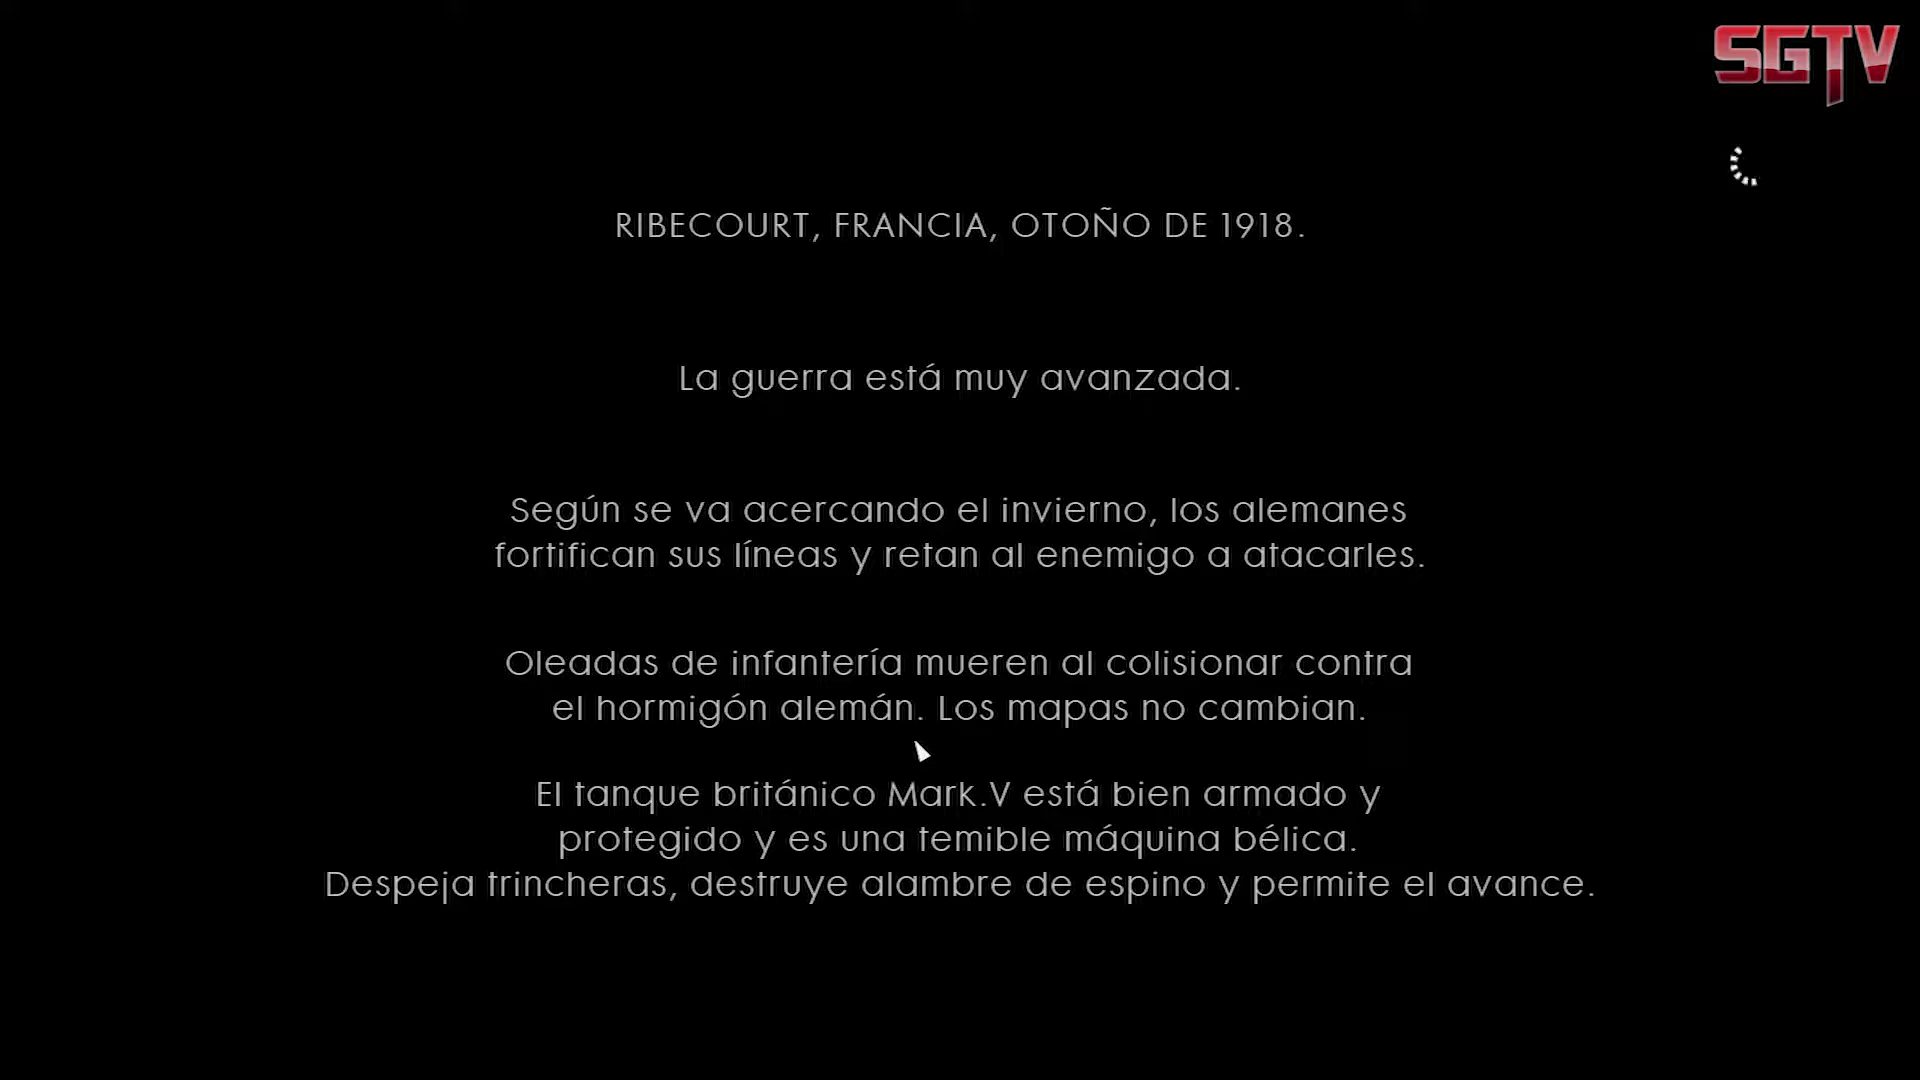 SGTV
RIBECOURT, FRANCIA, OTOÑO DE 1918.
La guerra está muy avanzada.
Según se va acercando el invierno, los alemanes
fortifican sus líneas y retan al enemigo a atacarles.
Oleadas de infantería mueren al colisionar contra
el hormigón alemán. Los mapas no cambian.
El tanque británico Mark.V está bien armado y
protegido y es una temible máquina bélica.
Despeja trincheras, destruye alambre de espino y permite el avance.